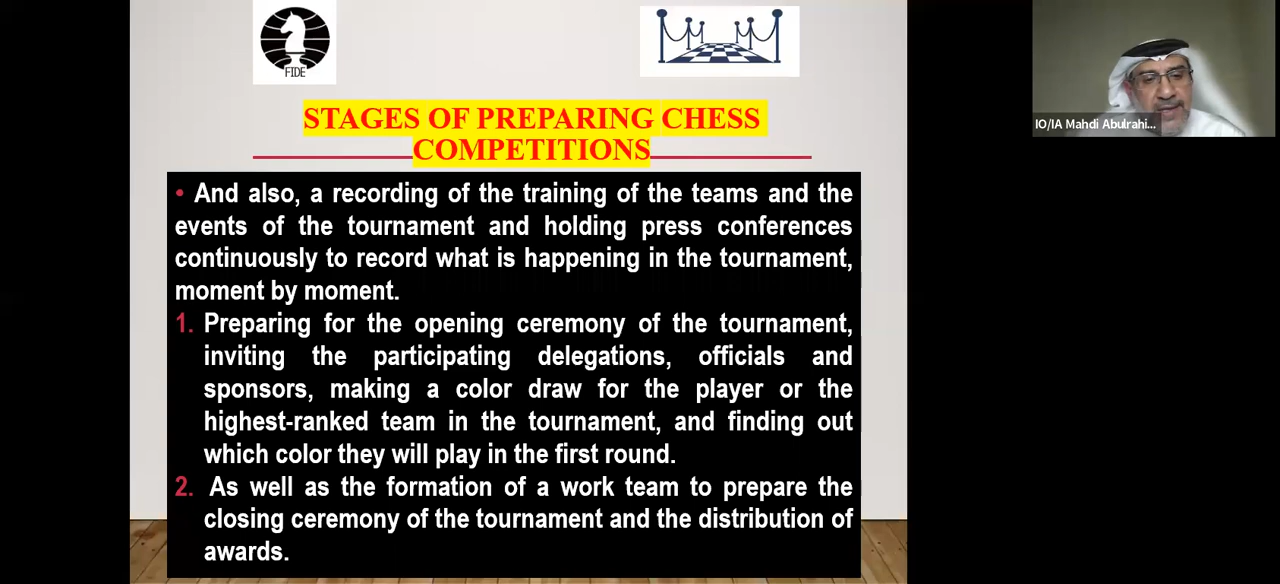 FIDE
STAGES OF PREPARING CHESS
COMPETITIONS
• And also, a recording of the training of the teams and the
events of the tournament and holding press conferences
continuously to record what is happening in the tournament,
moment by moment.
1. Preparing for the opening ceremony of the tournament,
inviting the participating delegations, officials and
sponsors, making a color draw for the player or the
highest-ranked team in the tournament, and finding out
which color they will play in the first round.
2. As well as the formation of a work team to prepare the
closing ceremony of the tournament and the distribution of
awards.
IO/IA Mahdi Abulrahi...